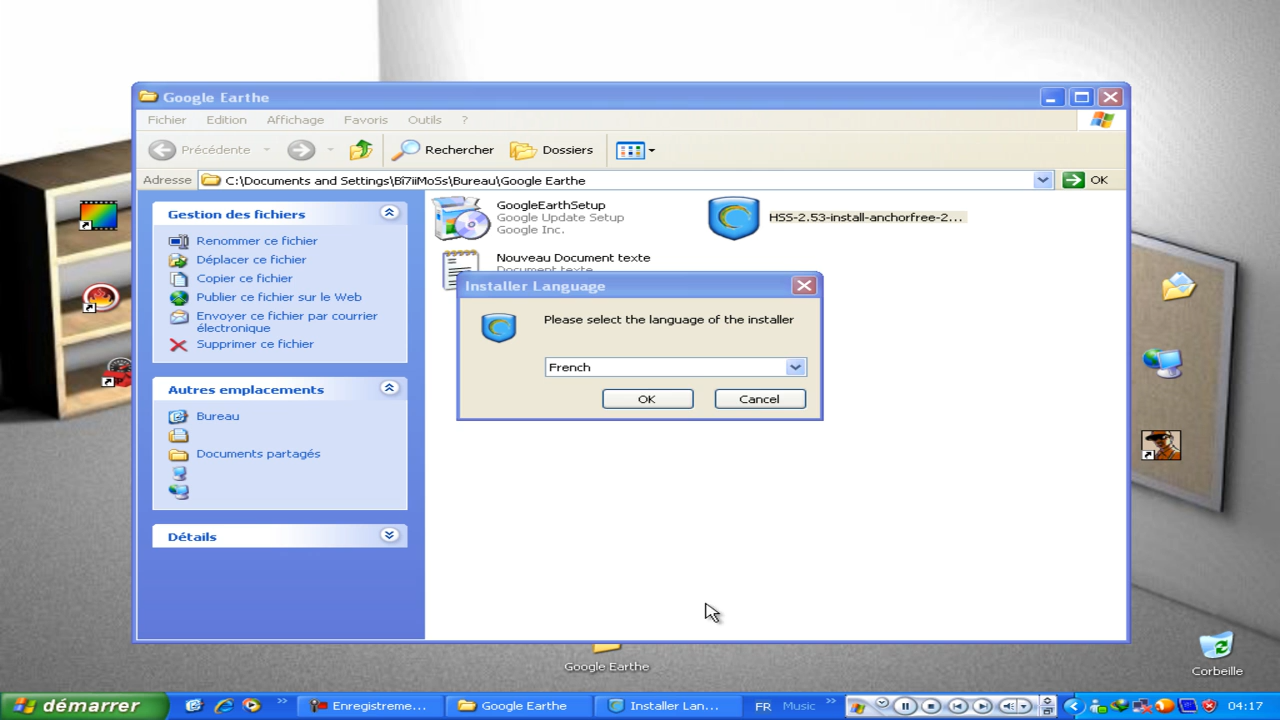 Google Earthe
Fichier Edition Affichage Favoris Outils ?
Précédente Rechercher Dossiers
Adresse C:\Documents and Settings\Bi7iiMoSs\Bureau\Google Earthe OK
Gestion des fichiers
Renommer ce fichier
Déplacer ce fichier
Copier ce fichier
Publier ce fichier sur le Web
Envoyer ce fichier par courrier
électronique
Supprimer ce fichier
Autres emplacements
Bureau
Documents partagés
Détails
GoogleEarthSetup
Google Update Setup
Google Inc.
HSS-2.53-install-anchorfree-2...
Nouveau Document texte
Document texte
Installer Language
Please select the language of the installer
French
OK Cancel
Google Earthe
Corbeille
démarrer Enregistreme... Google Earthe Installer Lan... FR Music 04:17